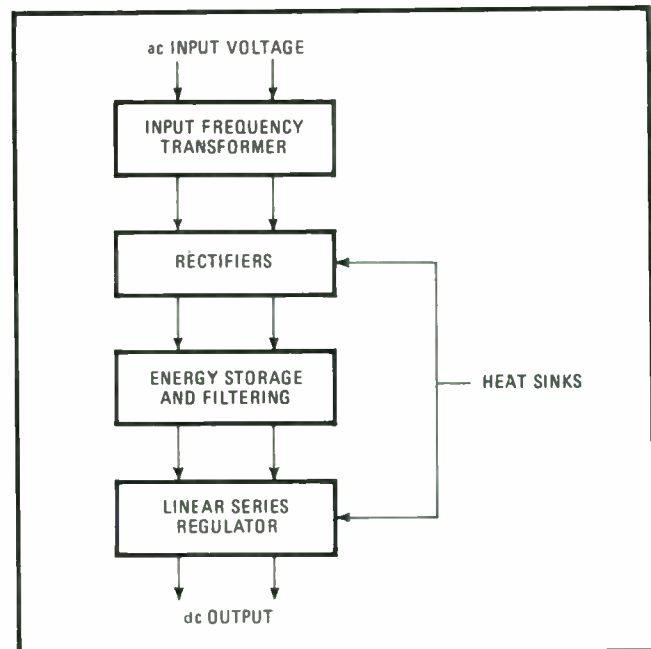 ac INPUT VOLTAGE
INPUT FREQUENCY
TRANSFORMER
RECTIFIERS
ENERGY STORAGE
AND FILTERING
HEAT SINKS
LINEAR SERIES
REGULATOR
dc OUTPUT